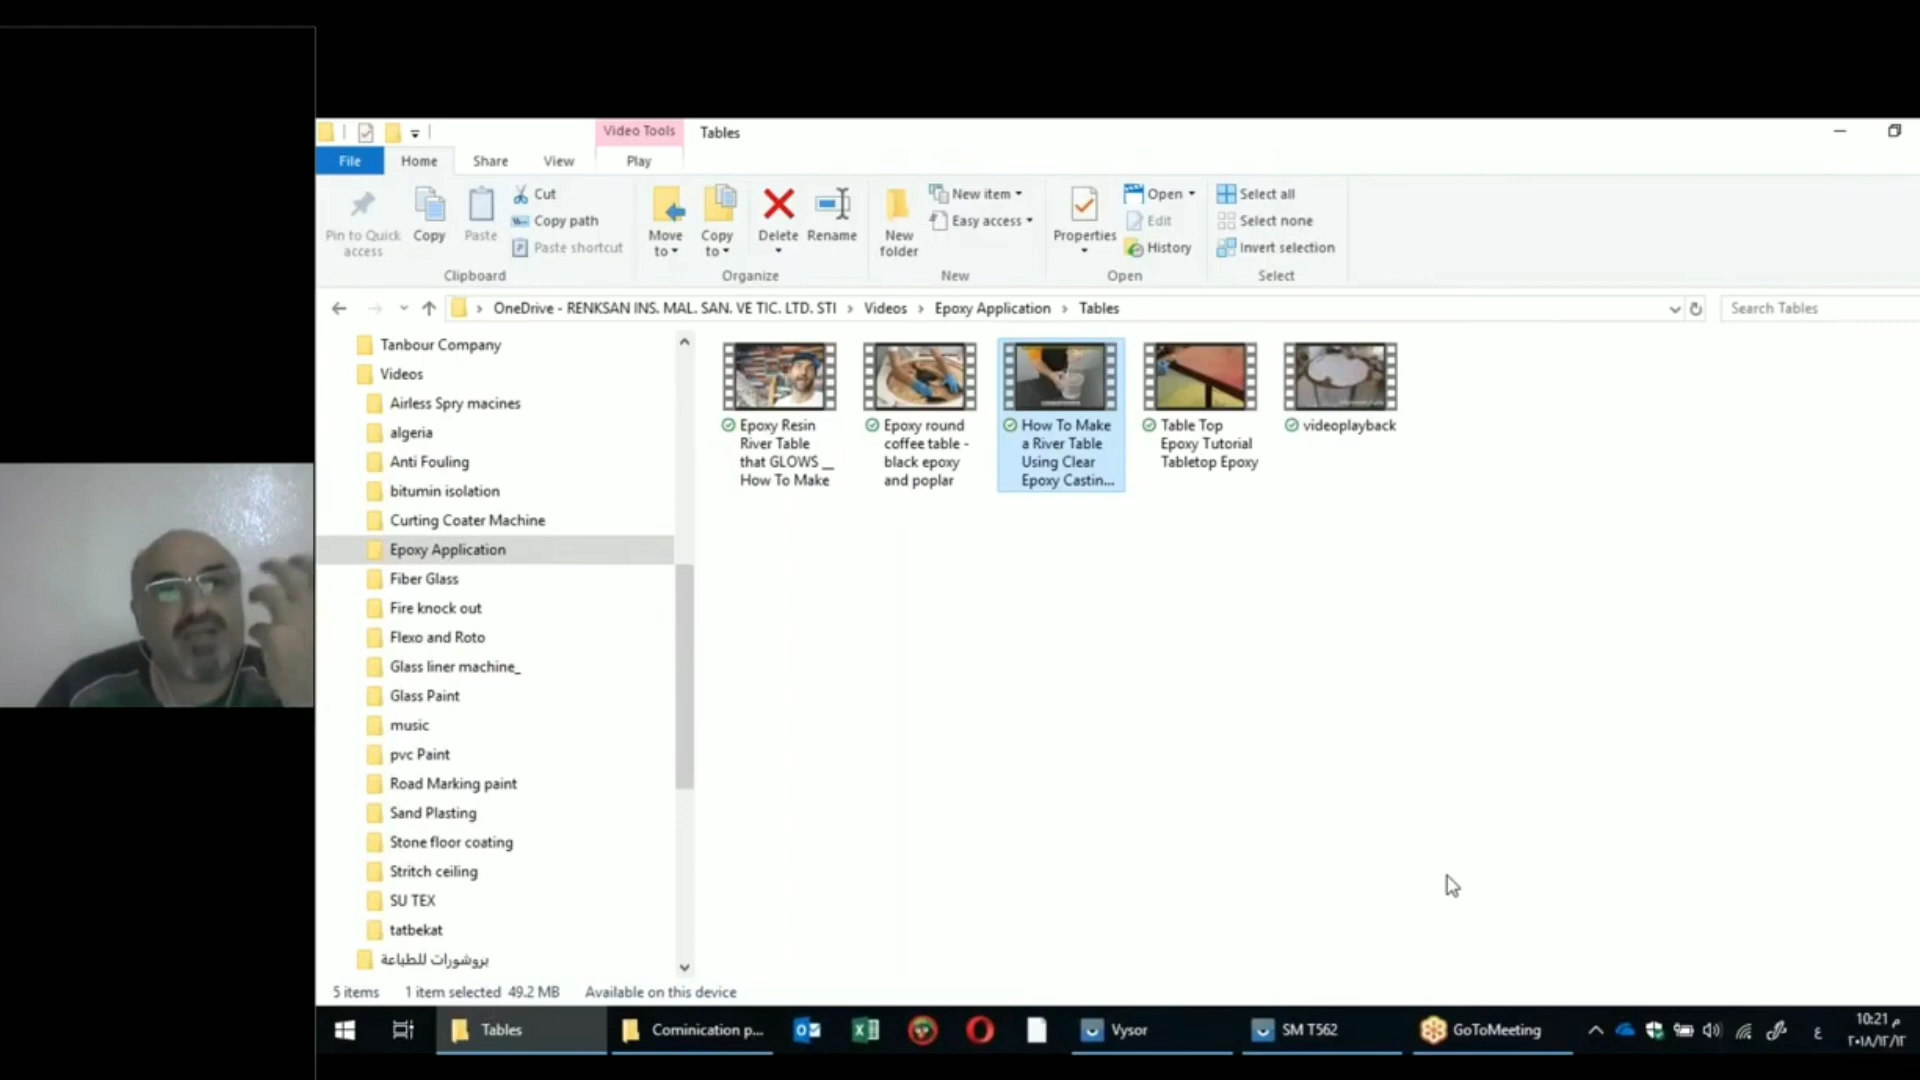 Video Tools
Tables
File
Home
Share
View
Play
Pin to Quick access
Copy
Paste
Cut
Copy path
Paste shortcut
Clipboard
Move to
Copy to
Delete
Rename
Organize
New folder
New item
Easy access
New
Properties
Open
Edit
History
Open
Select all
Select none
Invert selection
Select
OneDrive - RENKSAN INS. MAL. SAN. VE TIC. LTD. STI > Videos > Epoxy Application > Tables
Search Tables
Tanbour Company
Videos
Airless Spry macines
algeria
Anti Fouling
bitumin isolation
Curting Coater Machine
Epoxy Application
Fiber Glass
Fire knock out
Flexo and Roto
Glass liner machine_
Glass Paint
music
pvc Paint
Road Marking paint
Sand Plasting
Stone floor coating
Stritch ceiling
SU TEX
tatbekat
بروشورات للطباعة
Epoxy Resin
River Table
that GLOWS __
How To Make
Epoxy round
coffee table -
black epoxy
and poplar
How To Make
a River Table
Using Clear
Epoxy Castin...
Table Top
Epoxy Tutorial
Tabletop Epoxy
videoplayback
5 items
1 item selected 49.2 MB
Available on this device
Tables
Cominication p...
Vysor
SM T562
GoToMeeting
ع
10:21 م
٢٠١٨/١٢/١٢